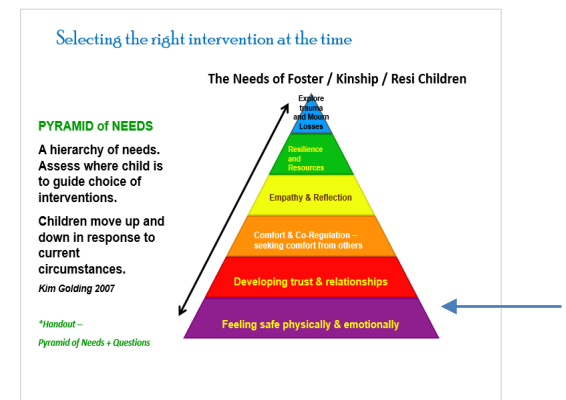 Selecting the right intervention at the time
The Needs of Foster / Kinship / Resi Children
PYRAMID of NEEDS
A hierarchy of needs.
Assess where child is
to guide choice of
interventions.
Children move up and
down in response to
current
circumstances.
Kim Golding 2007
*Handout –
Pyramid of Needs + Questions
Explore
trauma
and Mourn
Losses
Resilience
and
Resources
Empathy & Reflection
Comfort & Co-Regulation –
seeking comfort from others
Developing trust & relationships
Feeling safe physically & emotionally